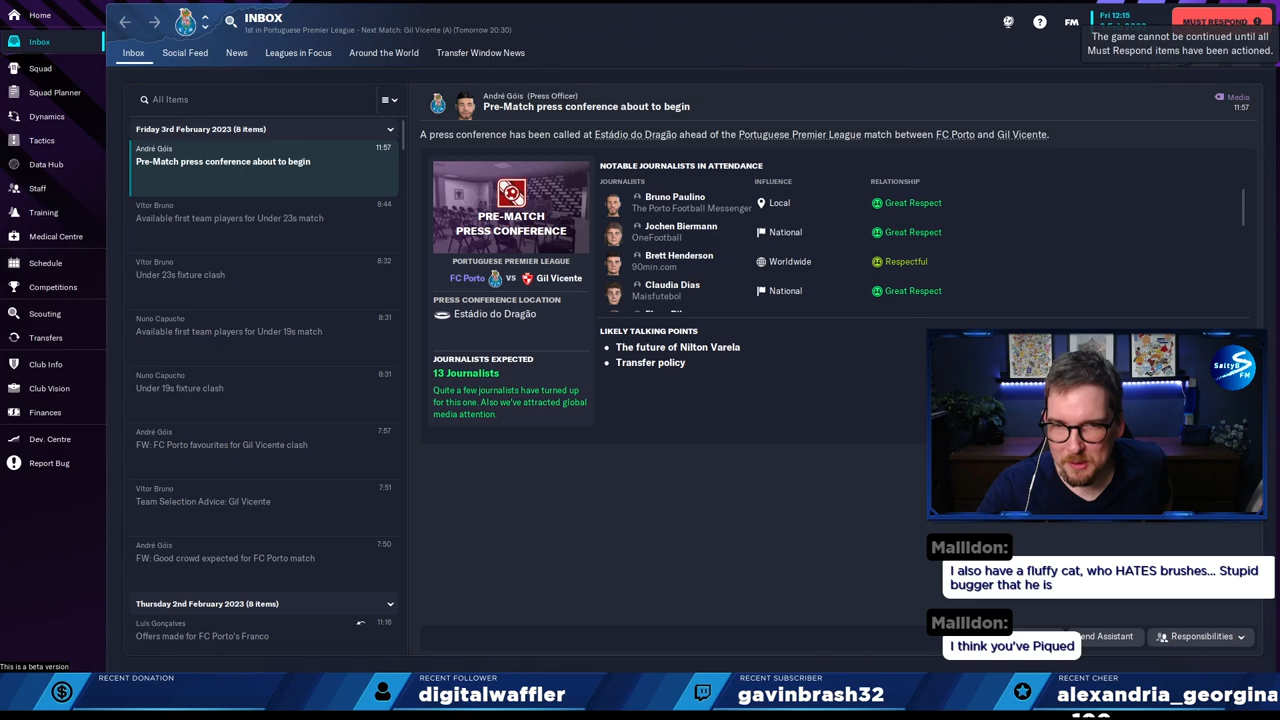 Home
Inbox
Squad
Squad Planner
Dynamics
Tactics
Data Hub
Staff
Training
Medical Centre
Schedule
Competitions
Scouting
Transfers
Club Info
Club Vision
Finances
Dev. Centre
Report Bug
This is a beta version
INBOX
1st in Portuguese Premier League - Next Match: Gil Vicente (A) (Tomorrow 20:30)
FM
Fri 12:15
MUST RESPOND
The game cannot be continued until all
Must Respond items have been actioned.
Inbox
Social Feed
News
Leagues in Focus
Around the World
Transfer Window News
All Items
Friday 3rd February 2023 (8 items)
André Góis 11:57
Pre-Match press conference about to begin
Vítor Bruno 8:44
Available first team players for Under 23s match
Vítor Bruno 8:32
Under 23s fixture clash
Nuno Capucho 8:31
Available first team players for Under 19s match
Nuno Capucho 8:31
Under 19s fixture clash
André Góis 7:57
FW: FC Porto favourites for Gil Vicente clash
Vítor Bruno 7:51
Team Selection Advice: Gil Vicente
André Góis 7:50
FW: Good crowd expected for FC Porto match
Thursday 2nd February 2023 (8 items)
Luís Gonçalves 11:16
Offers made for FC Porto's Franco
André Góis (Press Officer)
Pre-Match press conference about to begin
Media
11:57
A press conference has been called at Estádio do Dragão ahead of the Portuguese Premier League match between FC Porto and Gil Vicente.
PRE-MATCH
PRESS CONFERENCE
PORTUGUESE PREMIER LEAGUE
FC Porto VS Gil Vicente
PRESS CONFERENCE LOCATION
Estádio do Dragão
JOURNALISTS EXPECTED
13 Journalists
Quite a few journalists have turned up
for this one. Also we've attracted global
media attention.
NOTABLE JOURNALISTS IN ATTENDANCE
JOURNALISTS INFLUENCE RELATIONSHIP
Bruno Paulino
The Porto Football Messenger
Local
Great Respect
Jochen Biermann
OneFootball
National
Great Respect
Brett Henderson
90min.com
Worldwide
Respectful
Claudia Dias
Maisfutebol
National
Great Respect
LIKELY TALKING POINTS
The future of Nilton Varela
Transfer policy
SaltyB
FM
Mallldon:
I also have a fluffy cat, who HATES brushes... Stupid
bugger that he is
Mallldon:
I think you've Piqued
Assistant
Responsibilities
RECENT DONATION
RECENT FOLLOWER
digitalwaffler
RECENT SUBSCRIBER
gavinbrash32
RECENT CHEER
alexandria_georgina